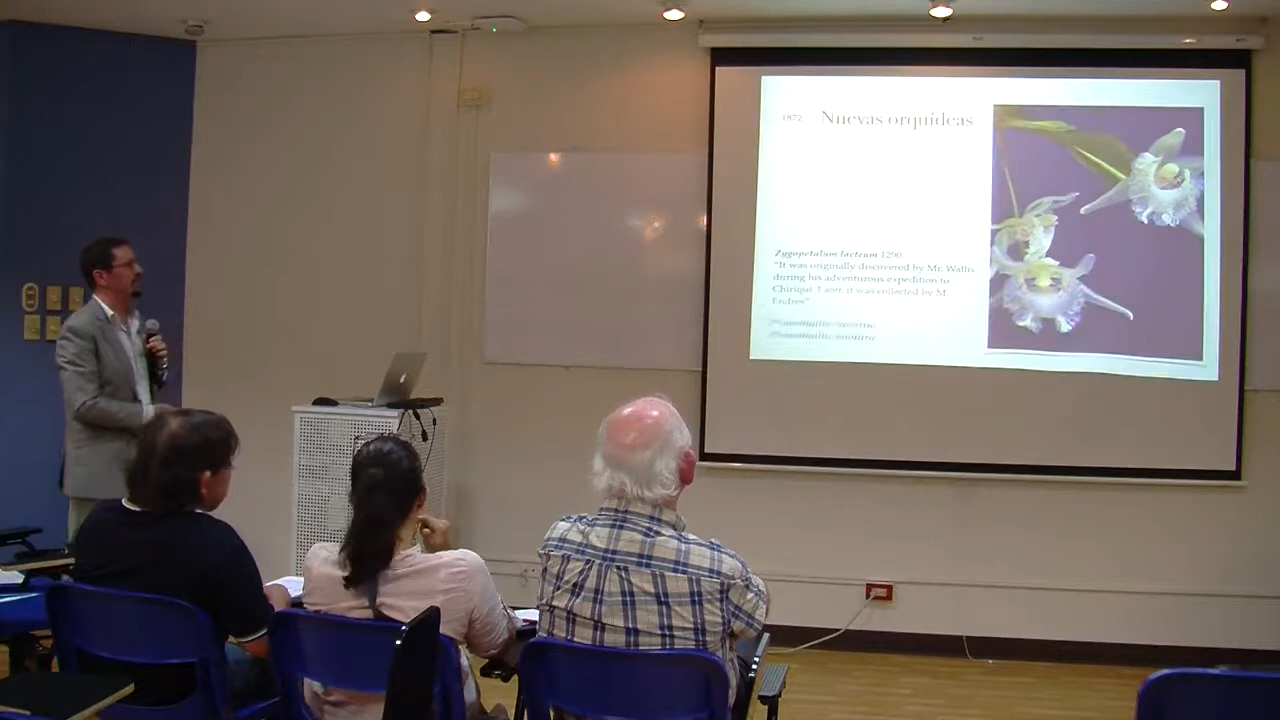 1872 Nuevas orquídeas
Zygopetalum lacteum 1290.
"It was originally discovered by Mr. Wallis
during his adventurous expedition to
Chiriquí. Later, it was collected by M.
Endres"